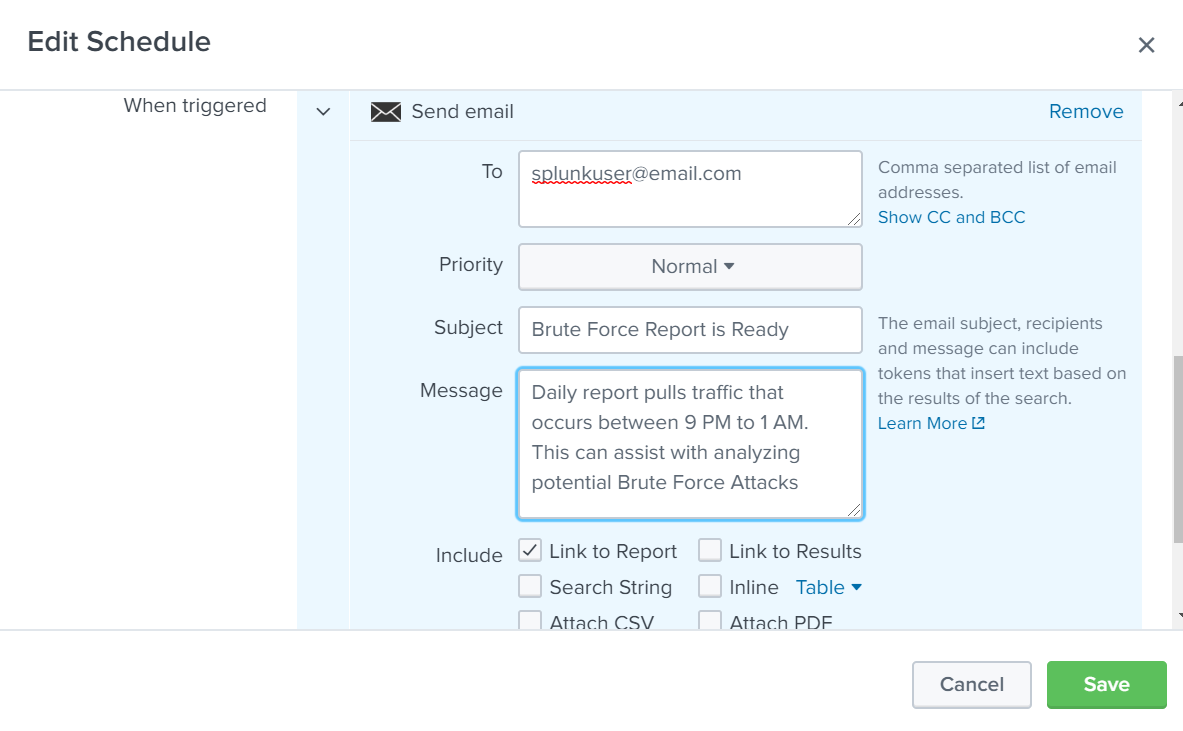 Edit Schedule
When triggered
Send email
Remove
To
splunkuser@email.com
Comma separated list of email
addresses.
Show CC and BCC
Priority
Normal
Subject
Brute Force Report is Ready
The email subject, recipients
and message can include
tokens that insert text based on
the results of the search.
Learn More
Message
Daily report pulls traffic that
occurs between 9 PM to 1 AM.
This can assist with analyzing
potential Brute Force Attacks
Include
Link to Report
Link to Results
Search String
Inline Table
Attach CSV
Attach PDF
Cancel
Save